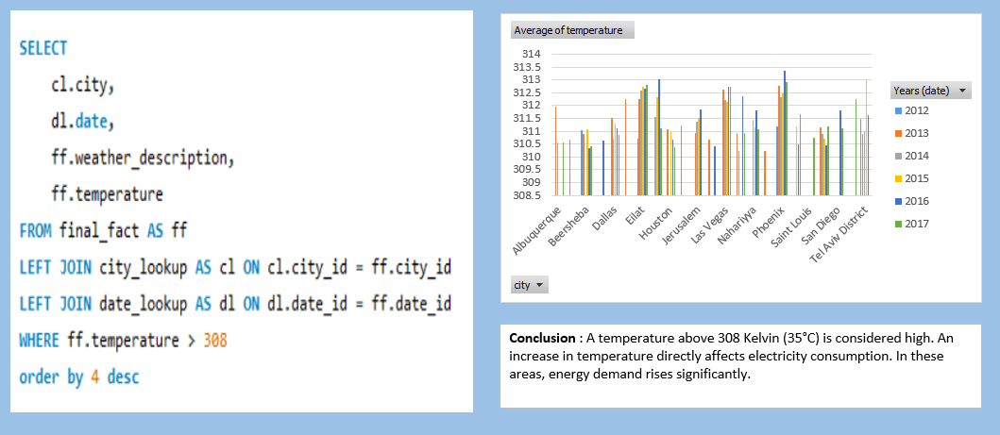 SELECT
cl.city,
dl.date,
ff.weather_description,
ff.temperature
FROM final_fact AS ff
LEFT JOIN city_lookup AS cl ON cl.city_id = ff.city_id
LEFT JOIN date_lookup AS dl ON dl.date_id = ff.date_id
WHERE ff.temperature > 308
order by 4 desc
Average of temperature
314
313.5
313
312.5
312
311.5
311
310.5
310
309.5
309
308.5
Albuquerque
Beersheba
Dallas
Eilat
Houston
Jerusalem
Las Vegas
Nahariyya
Phoenix
Saint Louis
San Diego
Tel Aviv District
Years (date)
2012
2013
2014
2015
2016
2017
city
Conclusion : A temperature above 308 Kelvin (35°C) is considered high. An
increase in temperature directly affects electricity consumption. In these
areas, energy demand rises significantly.